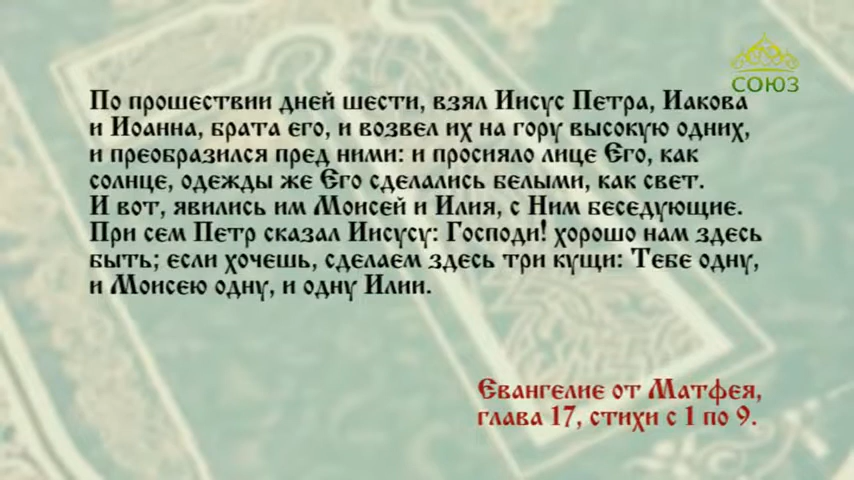 СОЮЗ
По прошествии дней шести, взял Иисус Петра, Иакова
и Иоанна, брата его, и возвел их на гору высокую одних,
и преобразился пред ними: и просияло лице Его, как
солнце, одежды же Его сделались белыми, как свет.
И вот, явились им Моисей и Илия, с Ним беседующие.
При сем Петр сказал Иисусу: Господи! хорошо нам здесь
быть; если хочешь, сделаем здесь три кущи: Тебе одну,
и Моисею одну, и одну Илии.
Евангелие от Матфея,
глава 17, стихи с 1 по 9.